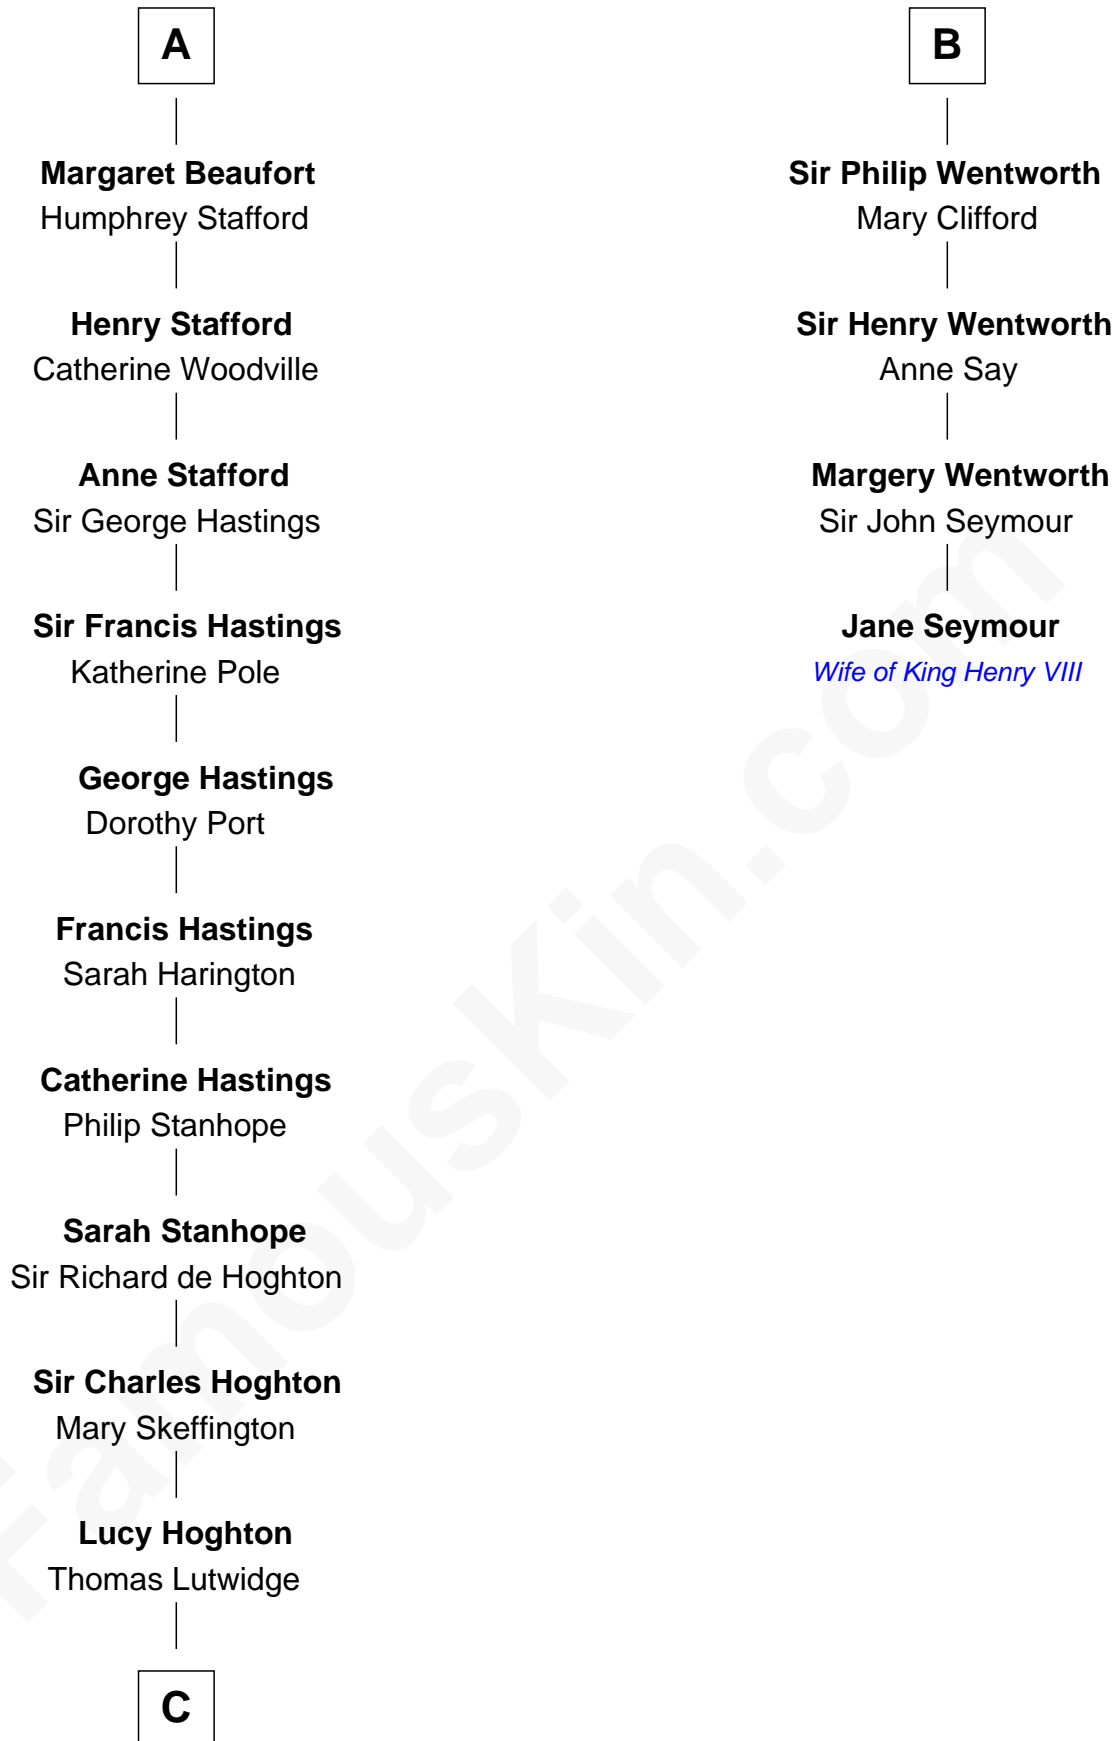 A
Margaret Beaufort
Humphrey Stafford
Henry Stafford
Catherine Woodville
Anne Stafford
Sir George Hastings
Sir Francis Hastings
Katherine Pole
George Hastings
Dorothy Port
Francis Hastings
Sarah Harington
Catherine Hastings
Philip Stanhope
Sarah Stanhope
Sir Richard de Hoghton
Sir Charles Hoghton
Mary Skeffington
Lucy Hoghton
Thomas Lutwidge
C
B
Sir Philip Wentworth
Mary Clifford
Sir Henry Wentworth
Anne Say
Margery Wentworth
Sir John Seymour
Jane Seymour
Wife of King Henry VIII
FamousKin.com